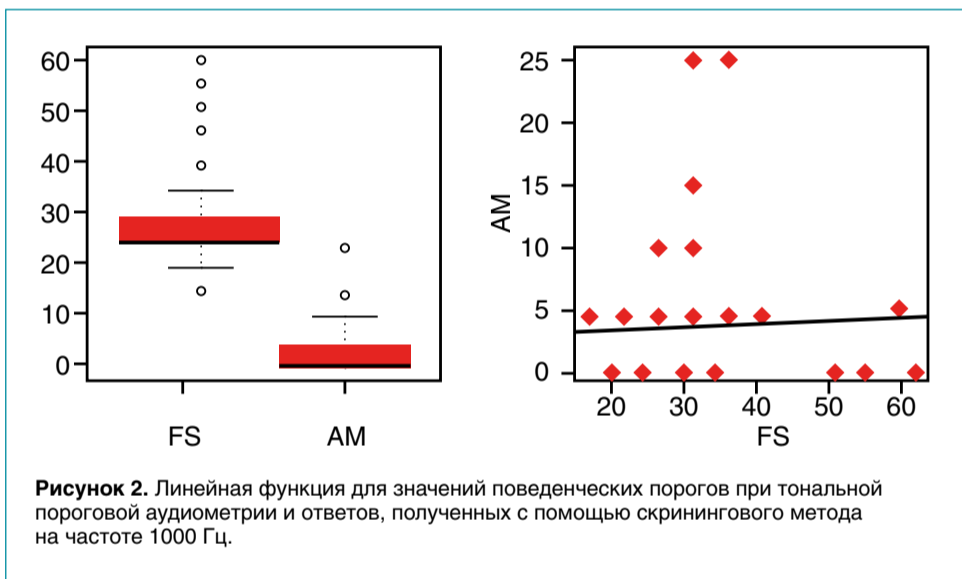 60
50
40
30
20
10
0
FS AM
25
20
15
10
5
0
AM
20 30 40 50 60
FS
Рисунок 2. Линейная функция для значений поведенческих порогов при тональной
пороговой аудиометрии и ответов, полученных с помощью скринингового метода
на частоте 1000 Гц.